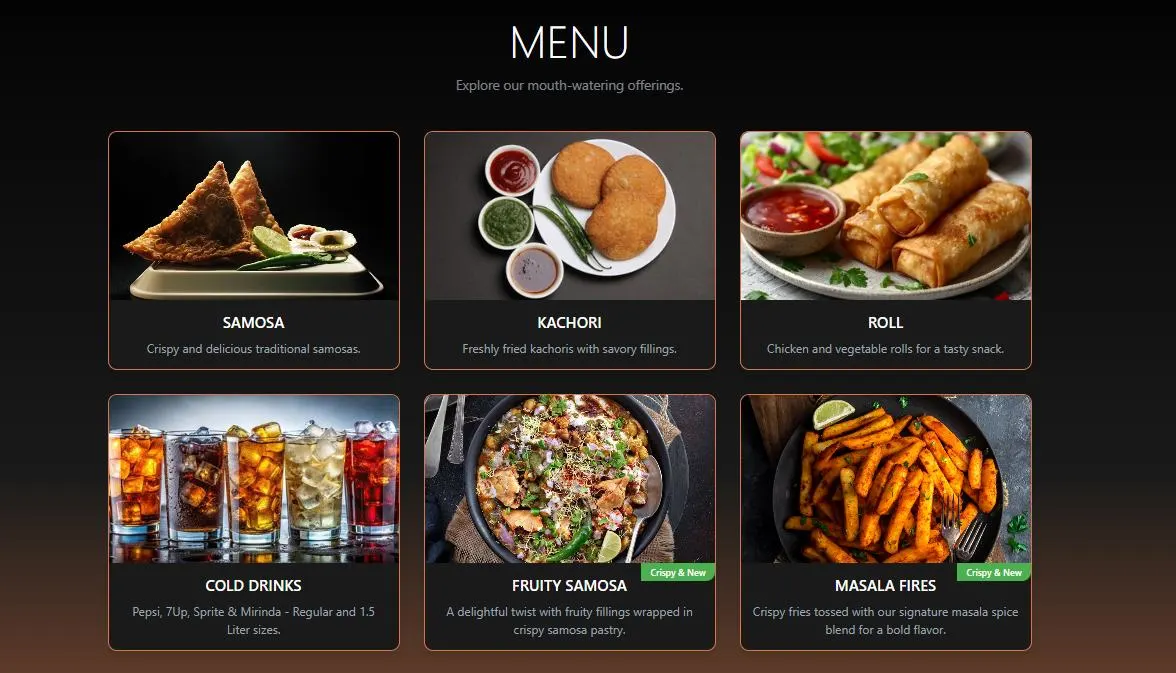 MENU
Explore our mouth-watering offerings.
SAMOSA
Crispy and delicious traditional samosas.
KACHORI
Freshly fried kachoris with savory fillings.
ROLL
Chicken and vegetable rolls for a tasty snack.
COLD DRINKS
Pepsi, 7Up, Sprite & Mirinda - Regular and 1.5
Liter sizes.
Crispy & New
FRUITY SAMOSA
A delightful twist with fruity fillings wrapped in
crispy samosa pastry.
Crispy & New
MASALA FIRES
Crispy fries tossed with our signature masala spice
blend for a bold flavor.